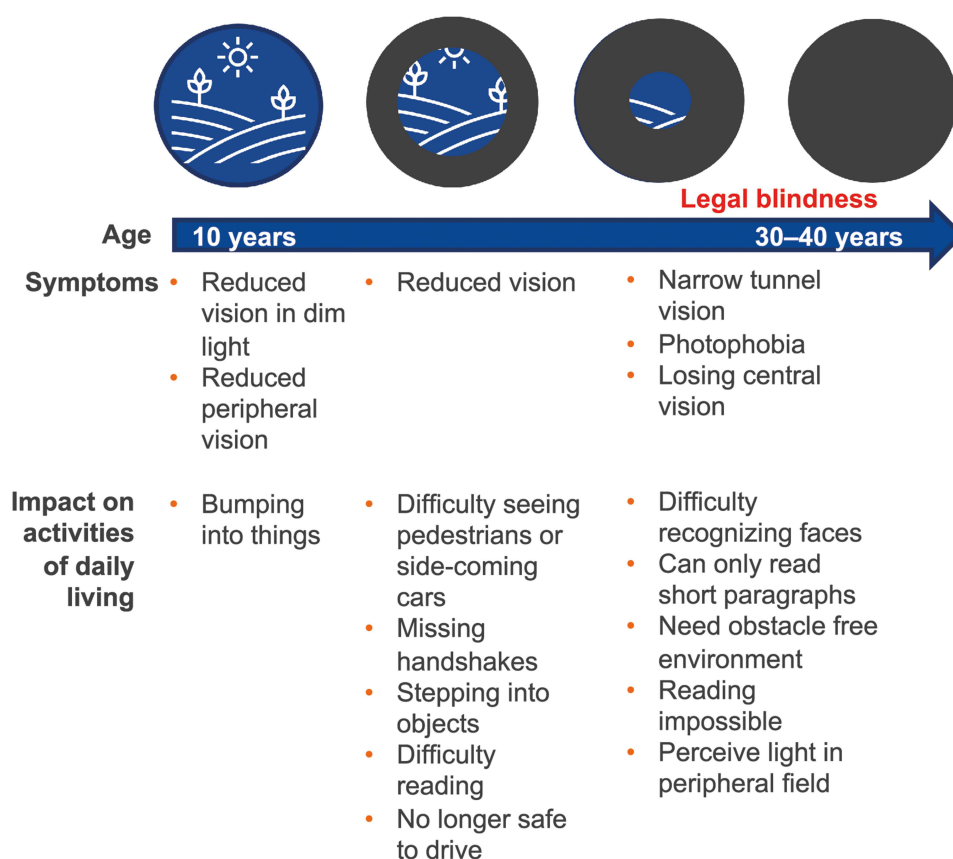 Legal blindness
Age
10 years
30–40 years
Symptoms
• Reduced
vision in dim
light
• Reduced
peripheral
vision
• Reduced vision
• Narrow tunnel
vision
• Photophobia
• Losing central
vision
Impact on
activities
of daily
living
• Bumping
into things
• Difficulty seeing
pedestrians or
side-coming
cars
• Missing
handshakes
• Stepping into
objects
• Difficulty
reading
• No longer safe
to drive
• Difficulty
recognizing faces
• Can only read
short paragraphs
• Need obstacle free
environment
• Reading
impossible
• Perceive light in
peripheral field